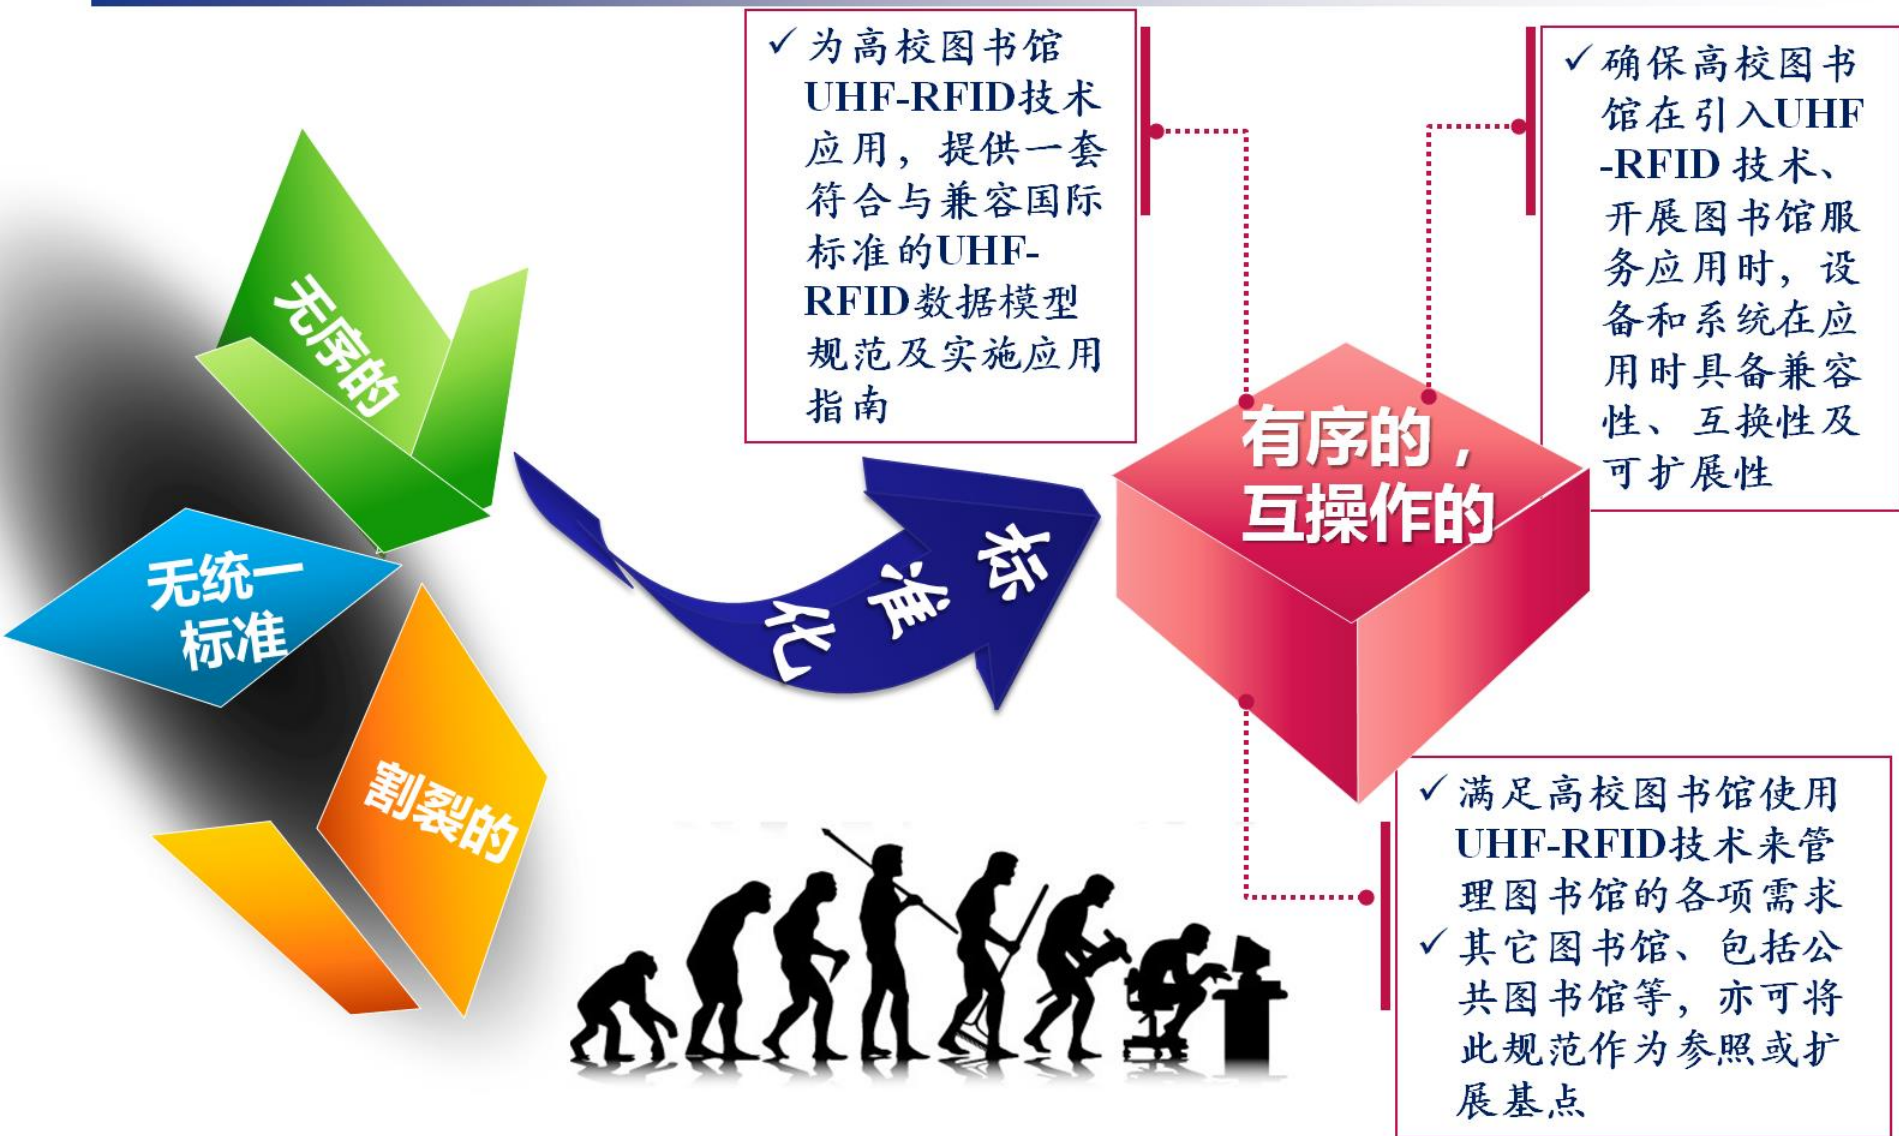 ✓为高校图书馆
UHF-RFID技术
应用，提供一套
符合与兼容国际
标准的UHF-
RFID数据模型
规范及实施应用
指南
✓确保高校图书
馆在引入UHF
-RFID 技术、
开展图书馆服
务应用时，设
备和系统在应
用时具备兼容
性、互换性及
可扩展性
无序的
无统一
标准
割裂的
标准化
有序的，
互操作的
✓满足高校图书馆使用
UHF-RFID技术来管
理图书馆的各项需求
✓其它图书馆、包括公
共图书馆等，亦可将
此规范作为参照或扩
展基点